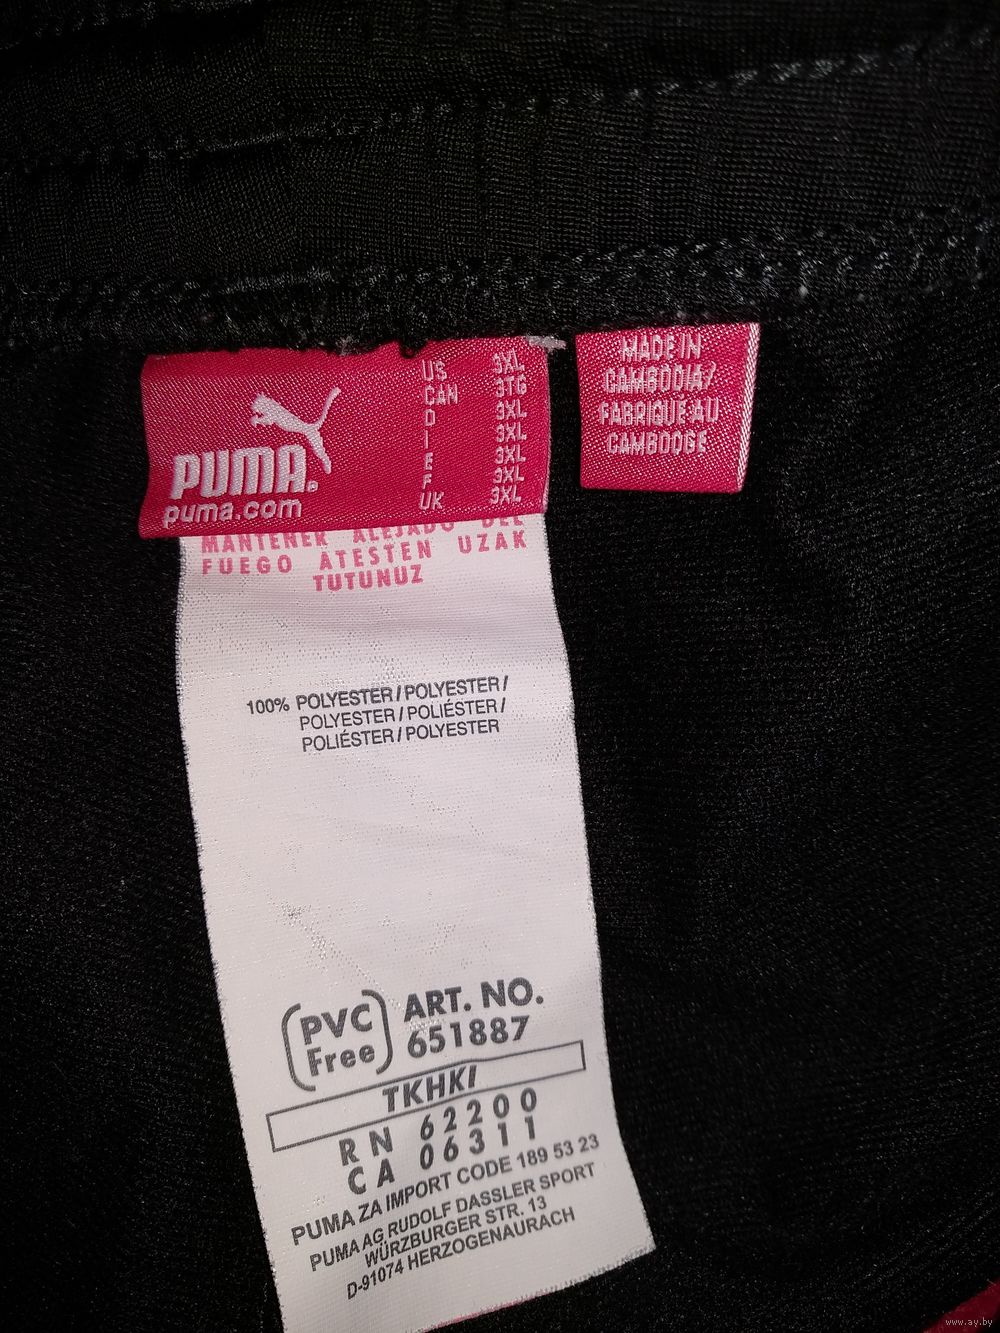 PUMA®
puma.com
US 3XL
CAN 3TG
D 3XL
I 3XL
E 3XL
F 3XL
UK 3XL
MADE IN
CAMBODIA/
FABRIQUE AU
CAMBODGE
MANTENER ALEJADO DEL
FUEGO ATESTEN UZAK
TUTUNUZ
100% POLYESTER / POLYESTER /
POLYESTER / POLIÉSTER /
POLIÉSTER / POLYESTER
PVC
Free
ART. NO.
651887
TKHKI
RN 62200
CA 06311
PUMA ZA IMPORT CODE 189 53 23
PUMA AG RUDOLF DASSLER SPORT
WÜRZBURGER STR. 13
D-91074 HERZOGENAURACH
www.ay.by